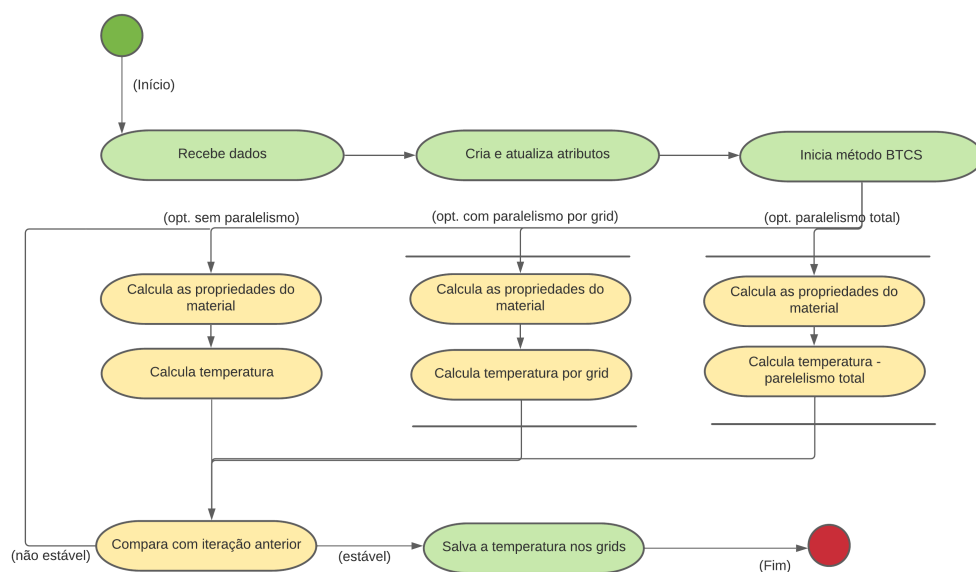 (Início)
Recebe dados
Cria e atualiza atributos
Inicia método BTCS
(opt. sem paralelismo)
(opt. com paralelismo por grid)
(opt. paralelismo total)
Calcula as propriedades do
material
Calcula as propriedades do
material
Calcula as propriedades do
material
Calcula temperatura
Calcula temperatura por grid
Calcula temperatura -
parelelismo total
(não estável)
Compara com iteração anterior
(estável)
Salva a temperatura nos grids
(Fim)